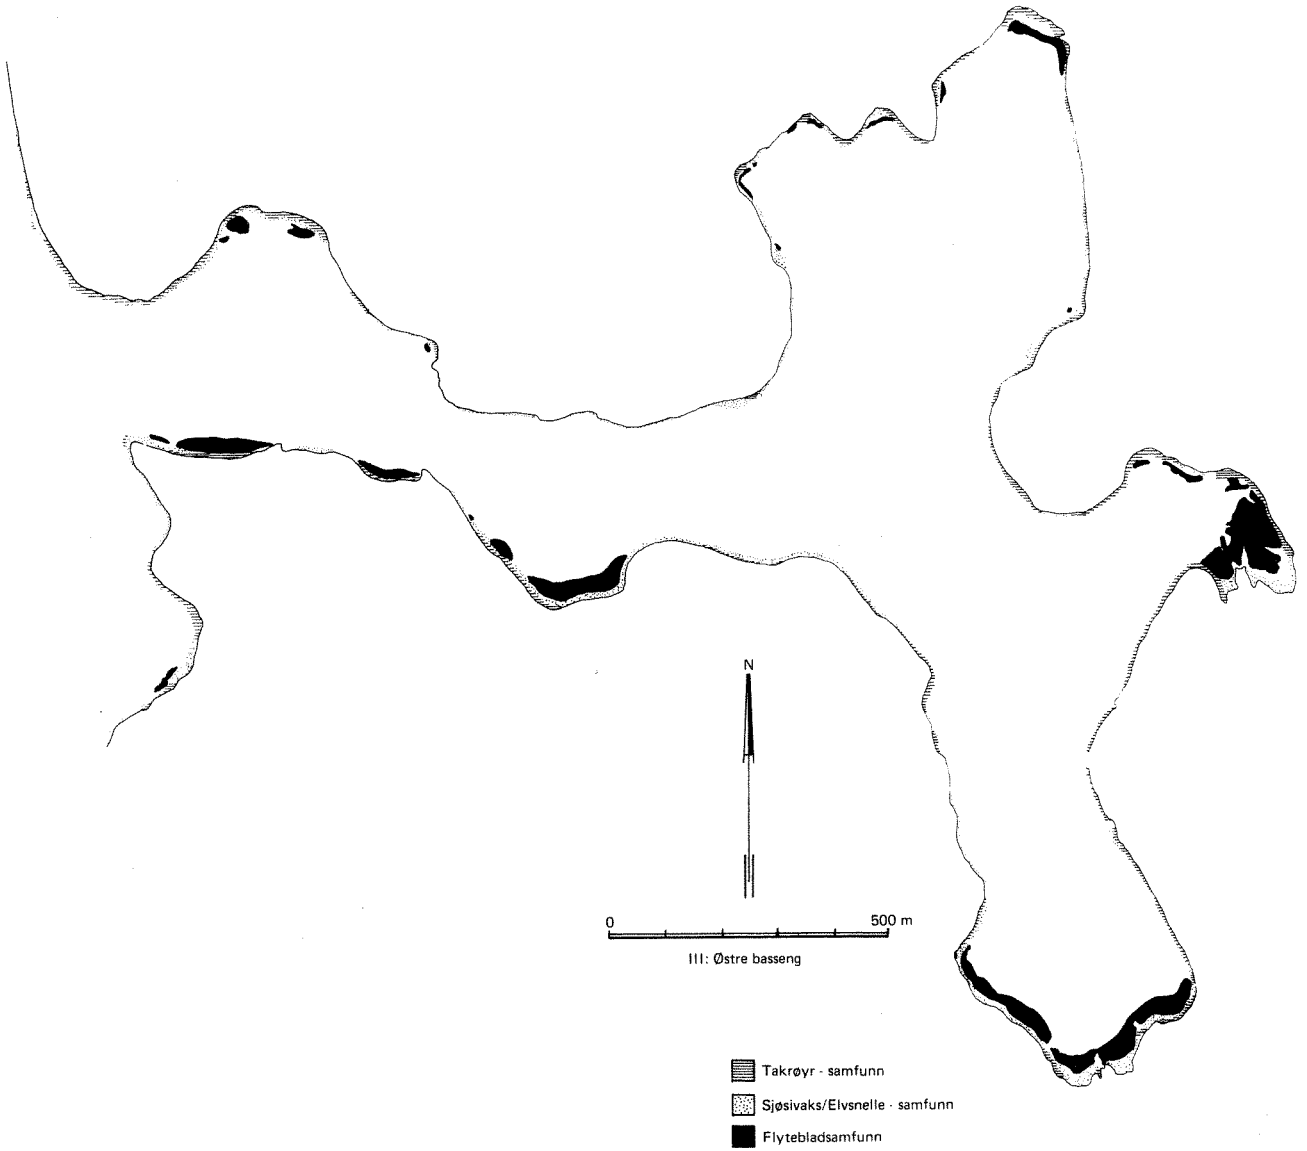 N
0 500 m
III: Østre basseng
Takrøyr - samfunn
Sjøsivaks/Elvsnelle - samfunn
Flytebladsamfunn